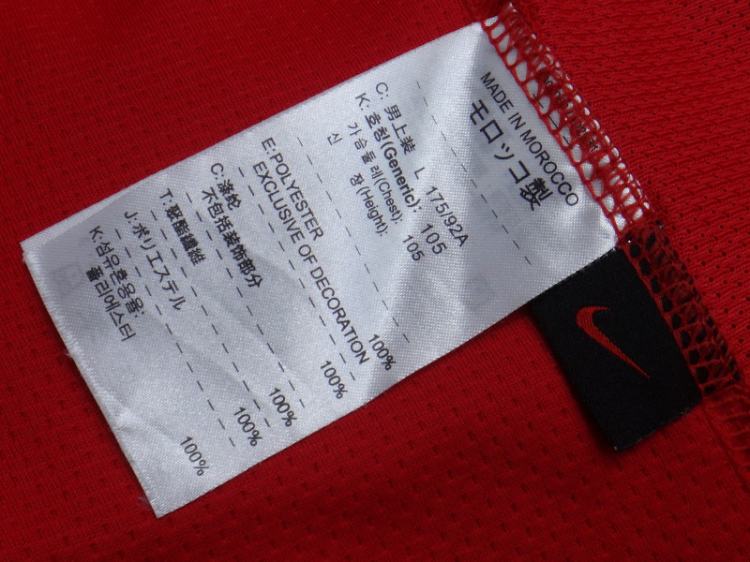 MADE IN MOROCCO
モロッコ製
C: 男上装 L 175/92A
K: 호칭(Generic): 105
가슴둘레(Chest): 105
신 장(Height):
E:POLYESTER 100%
EXCLUSIVE OF DECORATION
C:涤纶 100%
不包括装饰部分
T:聚酯纖維 100%
J:ポリエステル 100%
K:섬유혼용율:
폴리에스터 100%